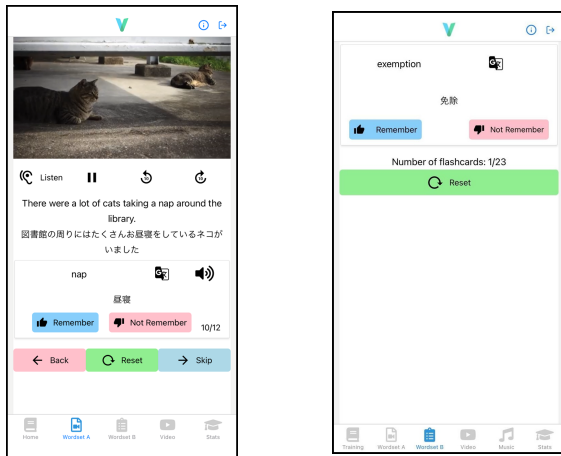 Listen
10
10
There were a lot of cats taking a nap around the
library.
図書館の周りにはたくさんお昼寝をしているネコが
いました
nap
昼寝
Remember
Not Remember
10/12
Back
Reset
Skip
Home
Wordset A
Wordset B
Video
Stats
exemption
免除
Remember
Not Remember
Number of flashcards: 1/23
Reset
Training
Wordset A
Wordset B
Video
Music
Stats